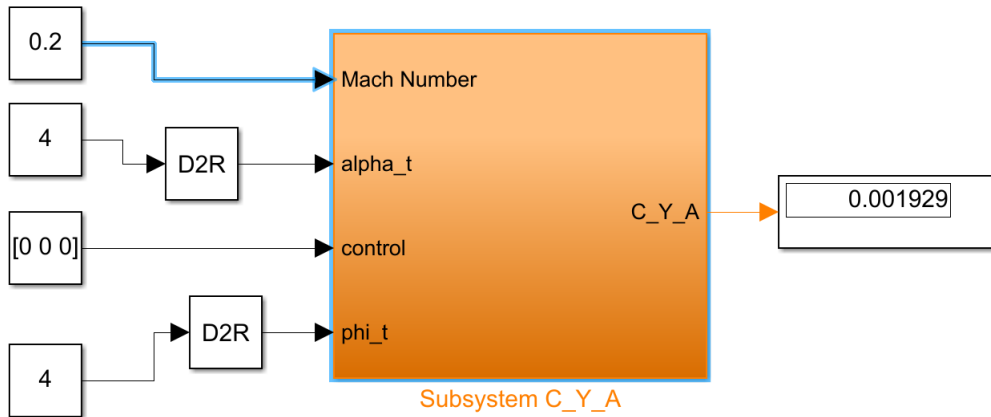 0.2
Mach Number
4
D2R
alpha_t
0.001929
C_Y_A
[0 0 0]
control
D2R
phi_t
4
Subsystem C_Y_A